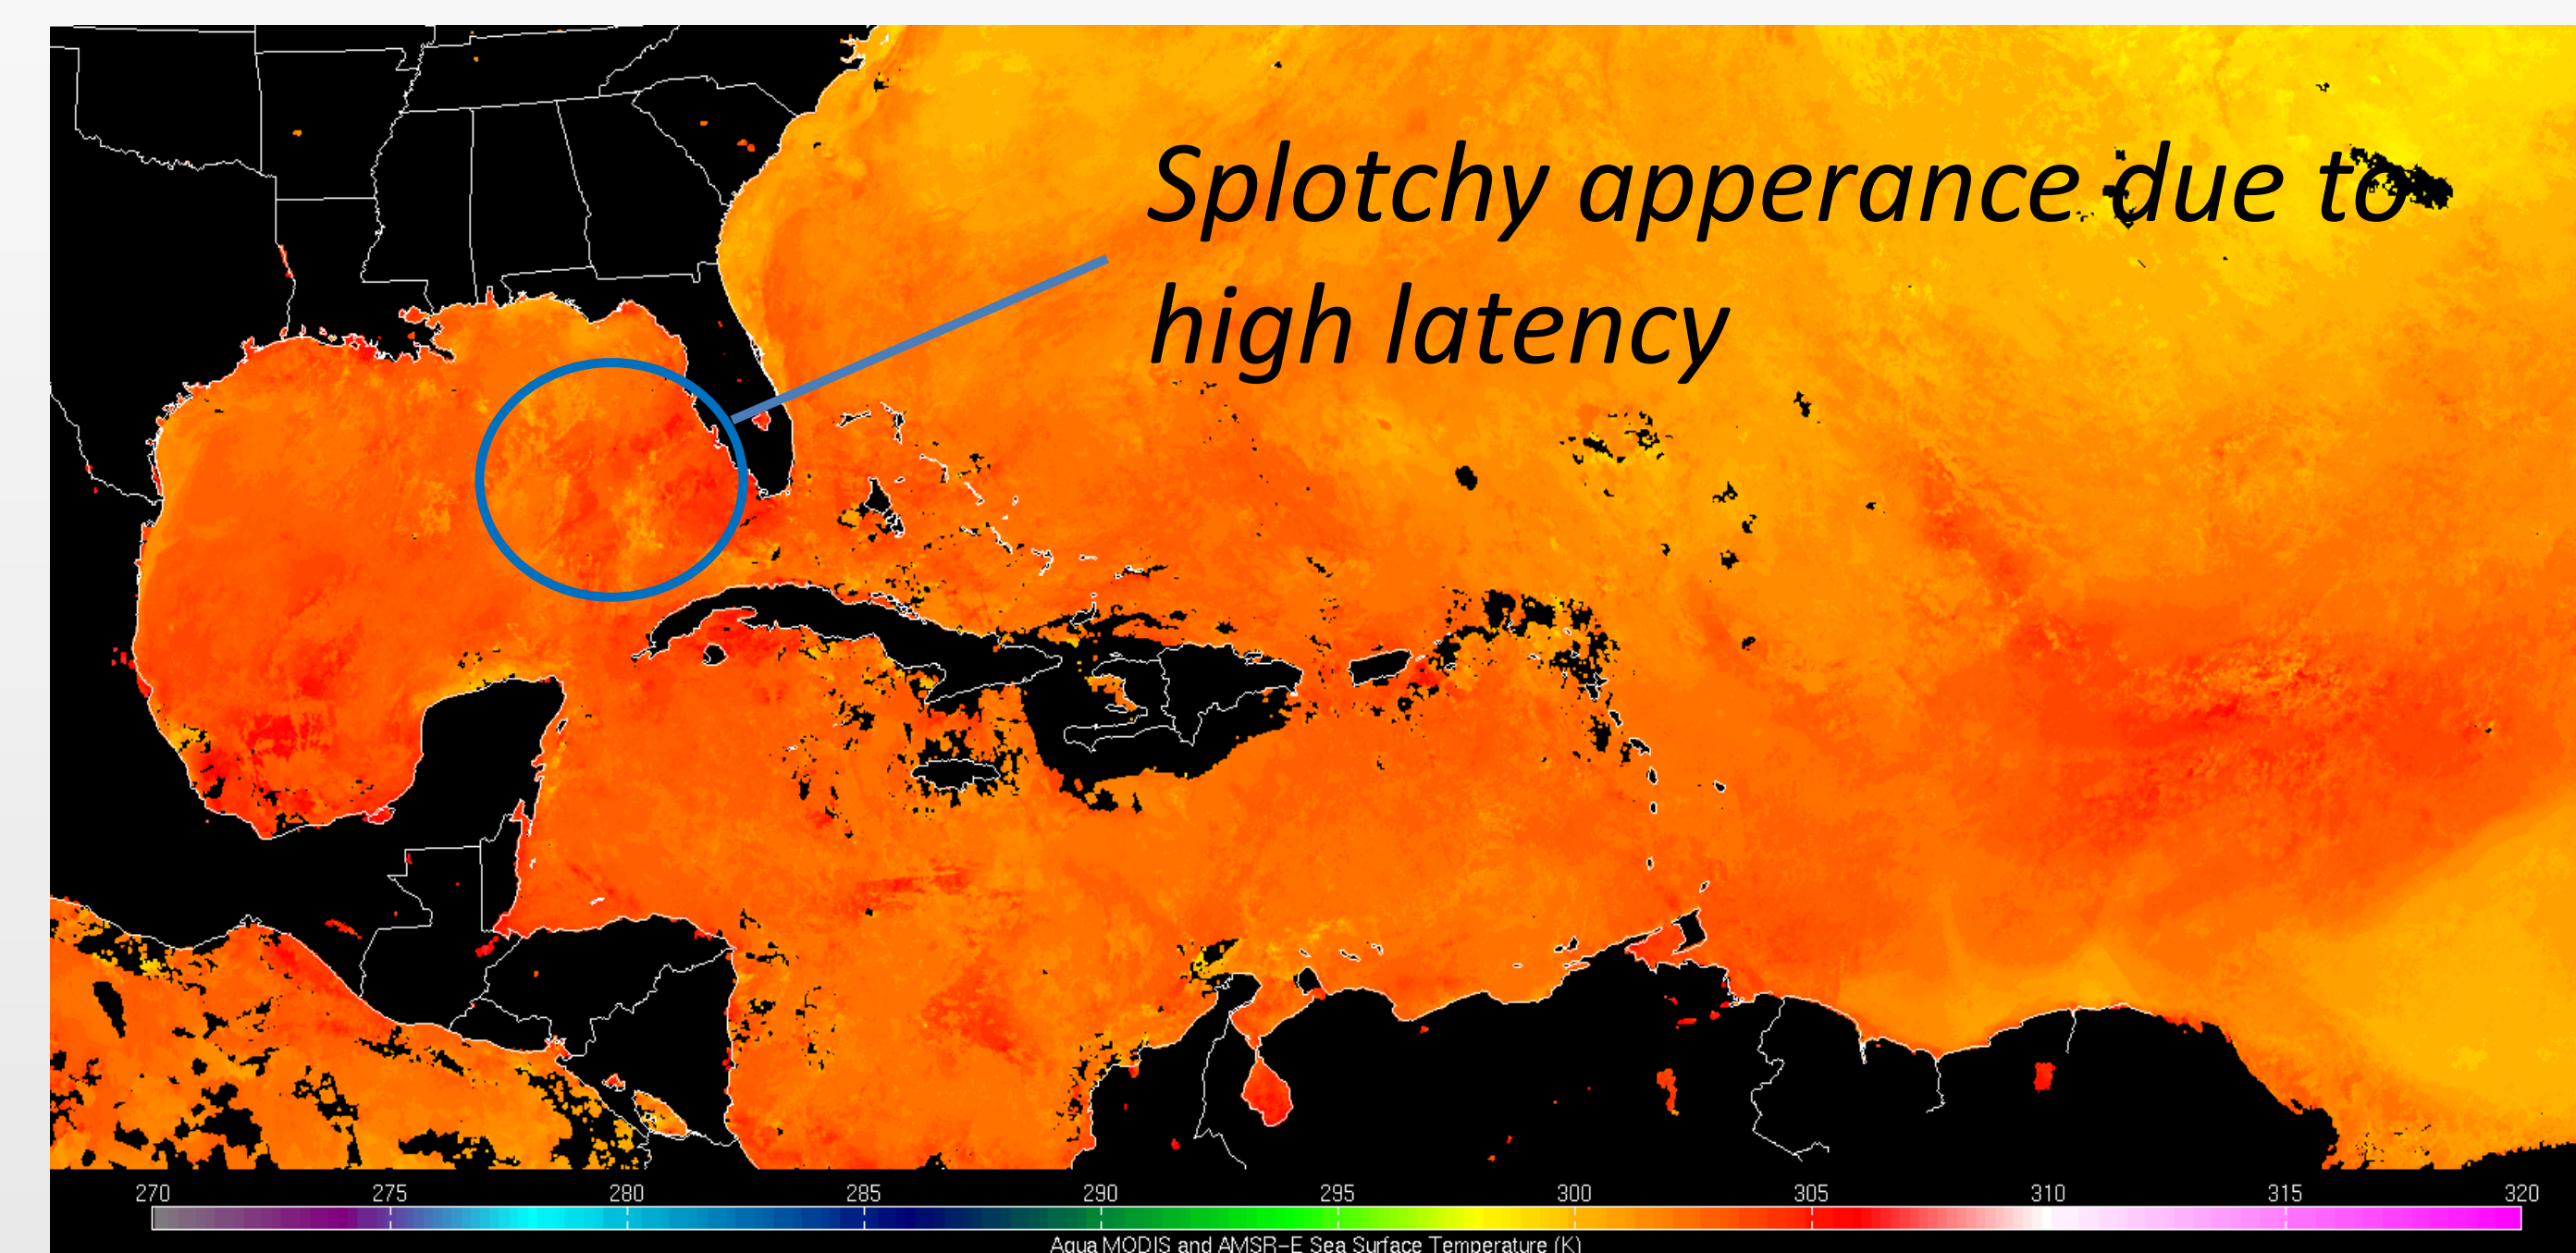 Splotchy apperance due to
high latency
270 275 280 285 290 295 300 305 310 315 320
Aqua MODIS and AMSR-E Sea Surface Temperature (K)